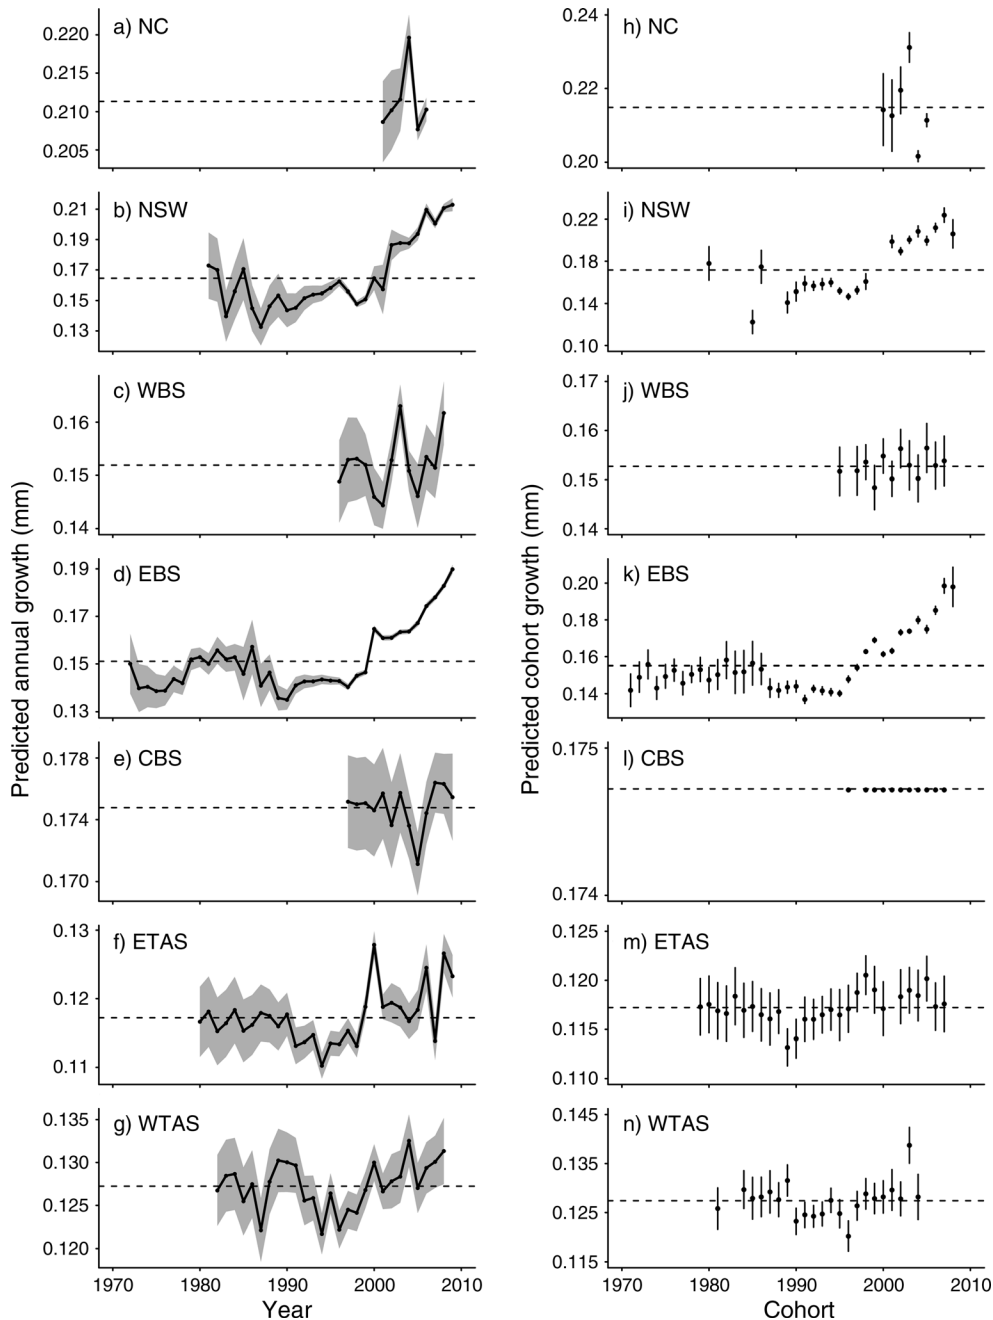 a) NC
0.220
0.215
0.210
0.205
b) NSW
0.21
0.19
0.17
0.15
0.13
c) WBS
0.16
0.15
0.14
d) EBS
0.19
0.17
0.15
0.13
e) CBS
0.178
0.174
0.170
f) ETAS
0.13
0.12
0.11
g) WTAS
0.135
0.130
0.125
0.120
1970 1980 1990 2000 2010
Year
Predicted annual growth (mm)
h) NC
0.24
0.22
0.20
i) NSW
0.22
0.18
0.14
0.10
j) WBS
0.17
0.16
0.15
0.14
k) EBS
0.20
0.18
0.16
0.14
l) CBS
0.175
0.174
m) ETAS
0.125
0.120
0.115
0.110
n) WTAS
0.145
0.135
0.125
0.115
1970 1980 1990 2000 2010
Cohort
Predicted cohort growth (mm)